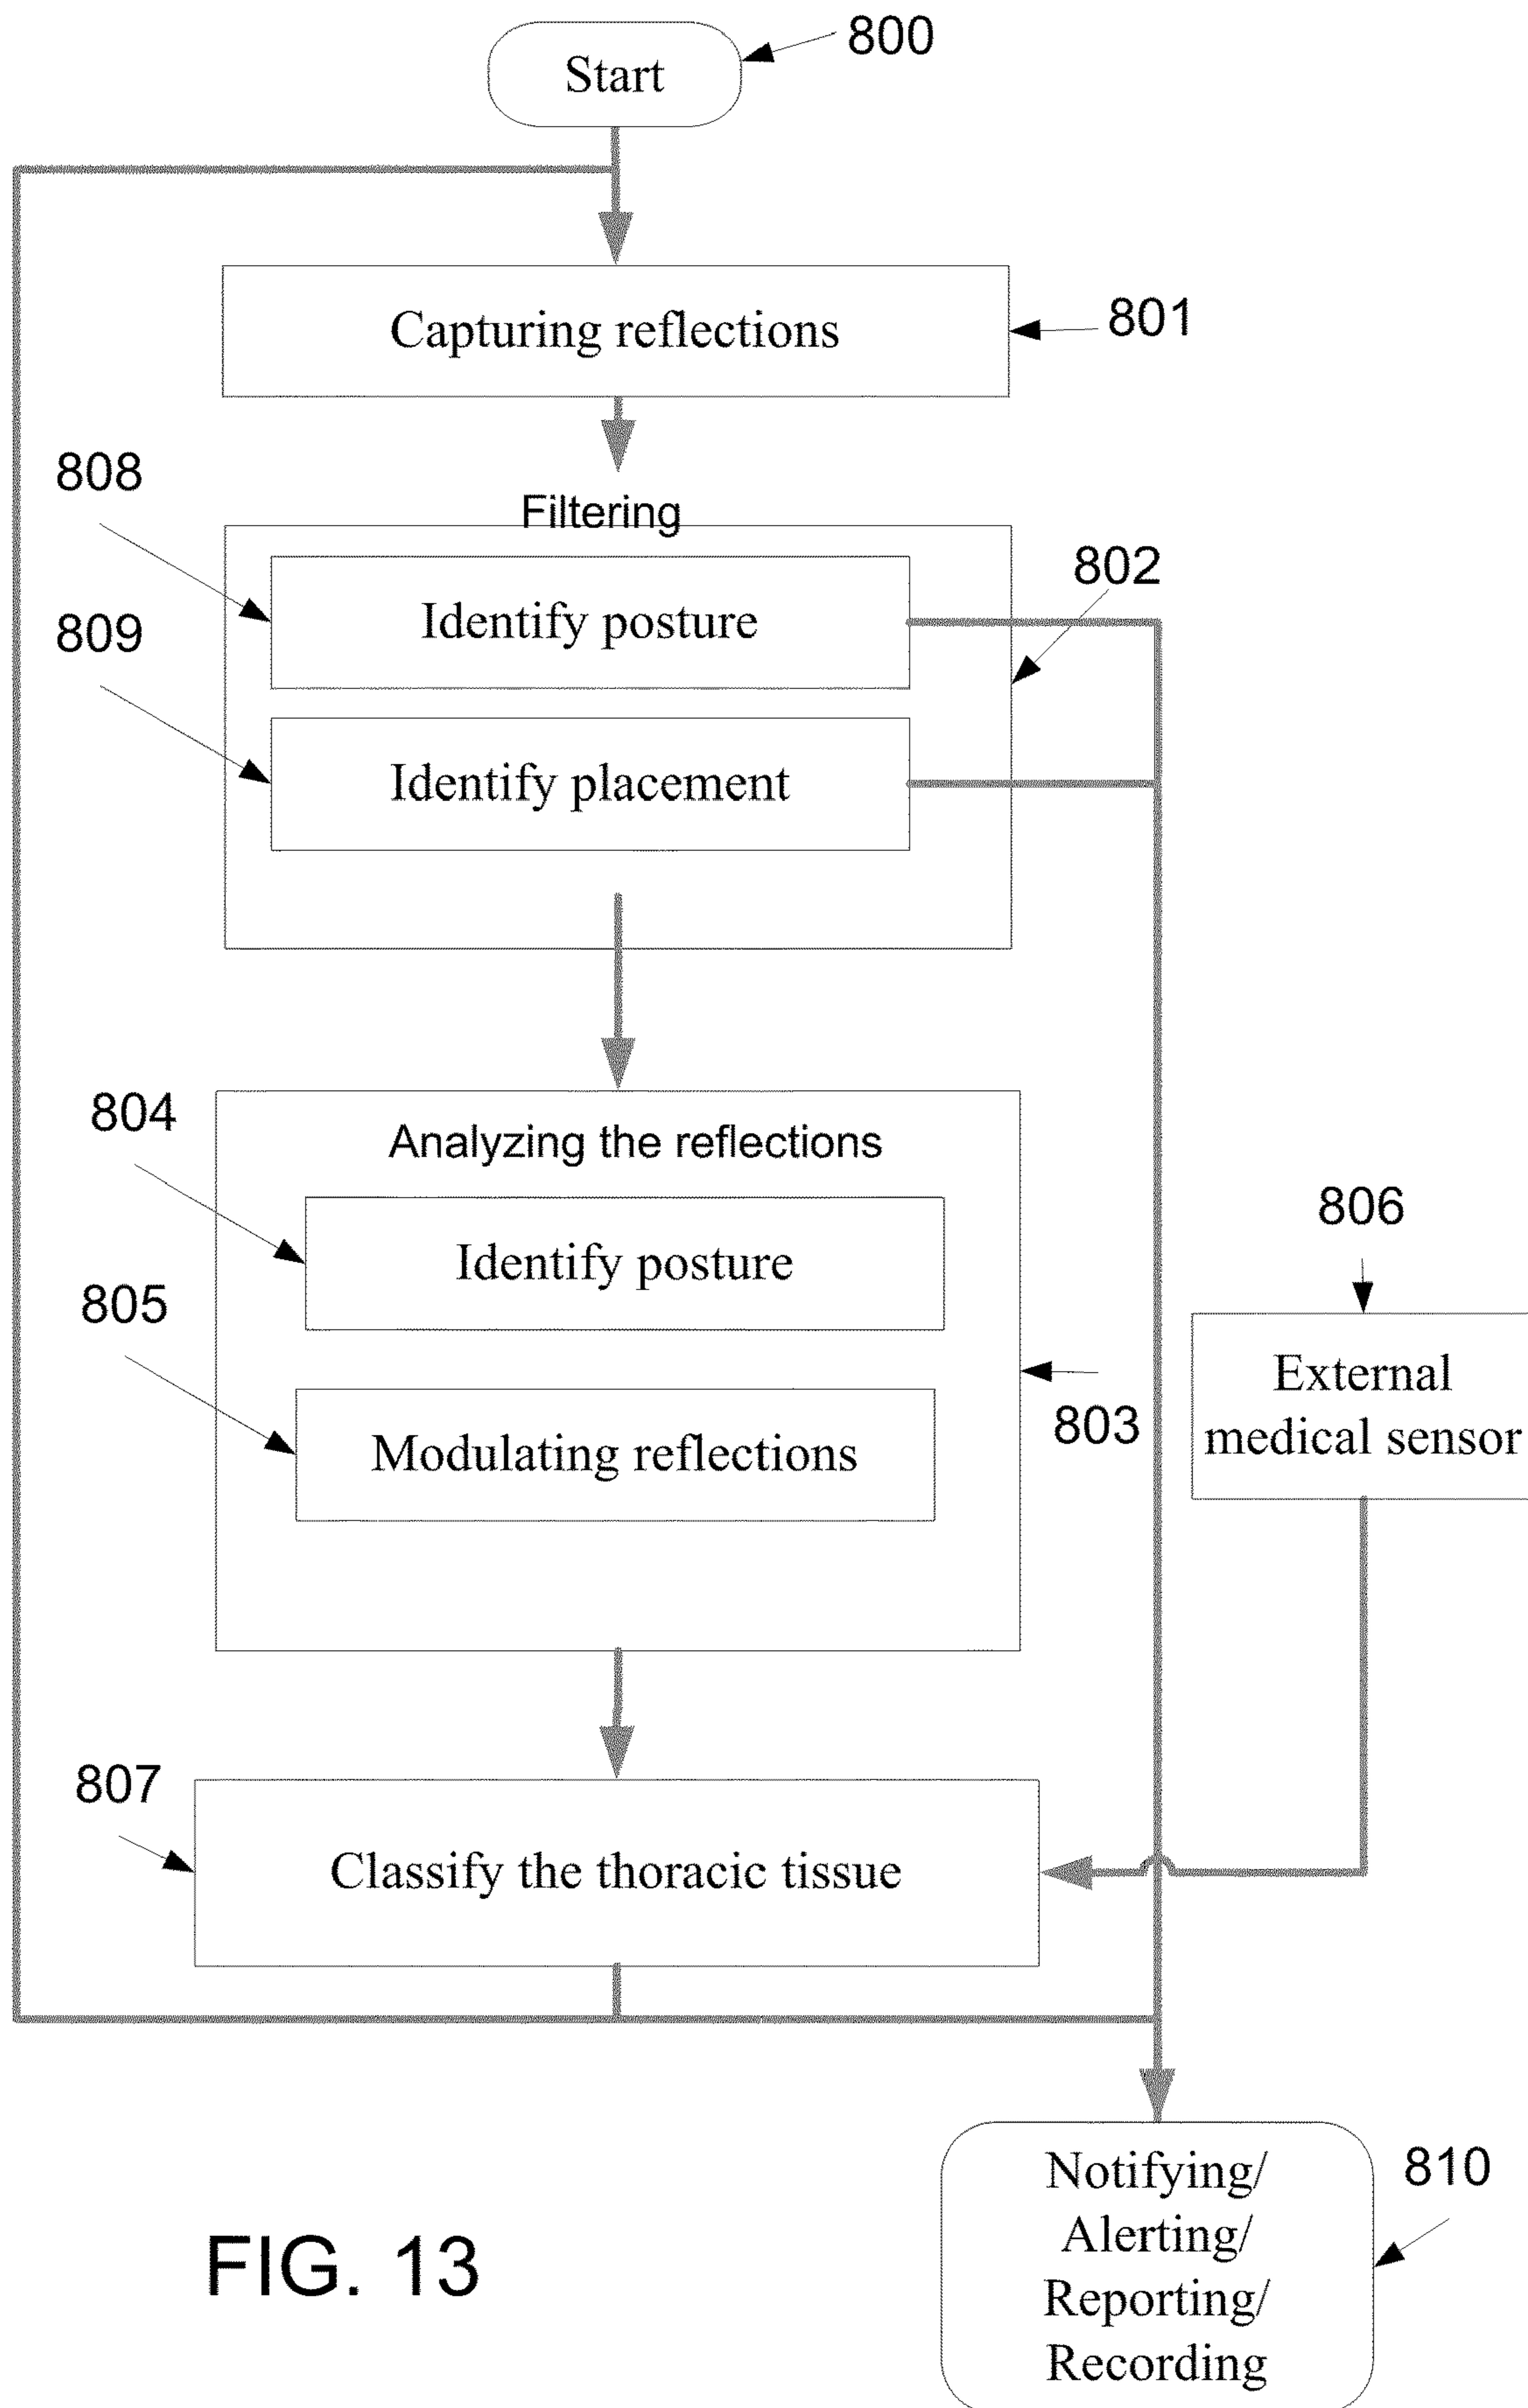 Start
800
Capturing reflections
801
808
Filtering
802
Identify posture
809
Identify placement
804
Analyzing the reflections
Identify posture
806
805
External
medical sensor
803
Modulating reflections
807
Classify the thoracic tissue
Notifying/
Alerting/
Reporting/
Recording
810
FIG. 13